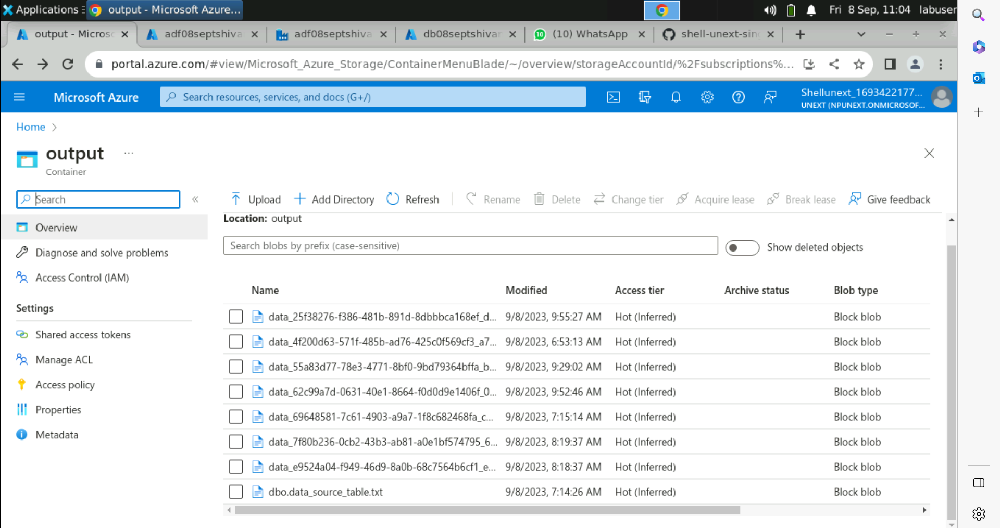 Applications
output - Microsoft Azure...
Fri 8 Sep, 11:04 labuser
output - Micros
adf08septshiva
adf08septshiva
db08septshivar
10
(10) WhatsApp
shell-unext-sin
portal.azure.com/#view/Microsoft_Azure_Storage/ContainerMenuBlade/~/overview/storageAccountId/%2Fsubscriptions%...
Microsoft Azure
Search resources, services, and docs (G+/)
Shellunext_1693422177...
UNEXT (NPUNEXT.ONMICROSOF...
Home
output
...
Container
Search
Upload
Add Directory
Refresh
Rename
Delete
Change tier
Acquire lease
Break lease
Give feedback
Overview
Diagnose and solve problems
Access Control (IAM)
Settings
Shared access tokens
Manage ACL
Access policy
Properties
Metadata
Location: output
Search blobs by prefix (case-sensitive)
Show deleted objects
Name Modified Access tier Archive status Blob type
data_25f38276-f386-481b-891d-8dbbbca168ef_d... 9/8/2023, 9:55:27 AM Hot (Inferred) Block blob
data_4f200d63-571f-485b-ad76-425c0f569cf3_a7... 9/8/2023, 6:53:13 AM Hot (Inferred) Block blob
data_55a83d77-78e3-4771-8bf0-9bd79364bffa_b... 9/8/2023, 9:29:02 AM Hot (Inferred) Block blob
data_62c99a7d-0631-40e1-8664-f0d0d9e1406f_0... 9/8/2023, 9:52:46 AM Hot (Inferred) Block blob
data_69648581-7c61-4903-a9a7-1f8c682468fa_c... 9/8/2023, 7:15:14 AM Hot (Inferred) Block blob
data_7f80b236-0cb2-43b3-ab81-a0e1bf574795_6... 9/8/2023, 8:19:37 AM Hot (Inferred) Block blob
data_e9524a04-f949-46d9-8a0b-68c7564b6cf1_e... 9/8/2023, 8:18:37 AM Hot (Inferred) Block blob
dbo.data_source_table.txt 9/8/2023, 7:14:26 AM Hot (Inferred) Block blob